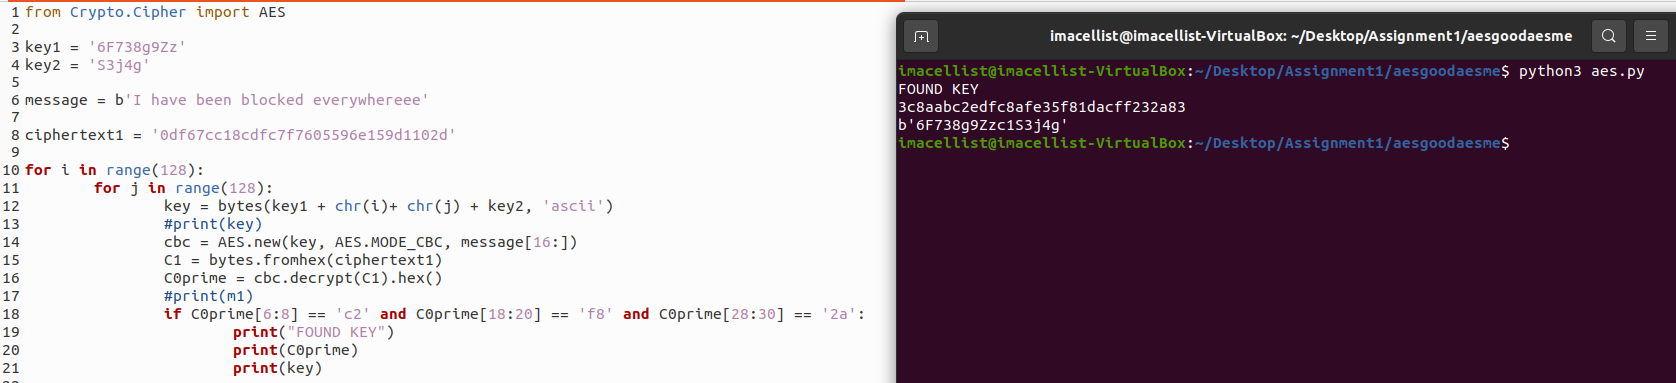 1 from Crypto.Cipher import AES
2
3 key1 = '6F738g9Zz'
4 key2 = 'S3j4g'
5
6 message = b'I have been blocked everywhereee'
7
8 ciphertext1 = '0df67cc18cdfc7f7605596e159d1102d'
9
10 for i in range(128):
11 for j in range(128):
12 key = bytes(key1 + chr(i)+ chr(j) + key2, 'ascii')
13 #print(key)
14 cbc = AES.new(key, AES.MODE_CBC, message[16:])
15 C1 = bytes.fromhex(ciphertext1)
16 C0prime = cbc.decrypt(C1).hex()
17 #print(m1)
18 if C0prime[6:8] == 'c2' and C0prime[18:20] == 'f8' and C0prime[28:30] == '2a':
19 print("FOUND KEY")
20 print(C0prime)
21 print(key)
imacellist@imacellist-VirtualBox: ~/Desktop/Assignment1/aesgoodaesme
imacellist@imacellist-VirtualBox:~/Desktop/Assignment1/aesgoodaesme$ python3 aes.py
FOUND KEY
3c8aabc2edfc8afe35f81dacff232a83
b'6F738g9Zzc1S3j4g'
imacellist@imacellist-VirtualBox:~/Desktop/Assignment1/aesgoodaesme$